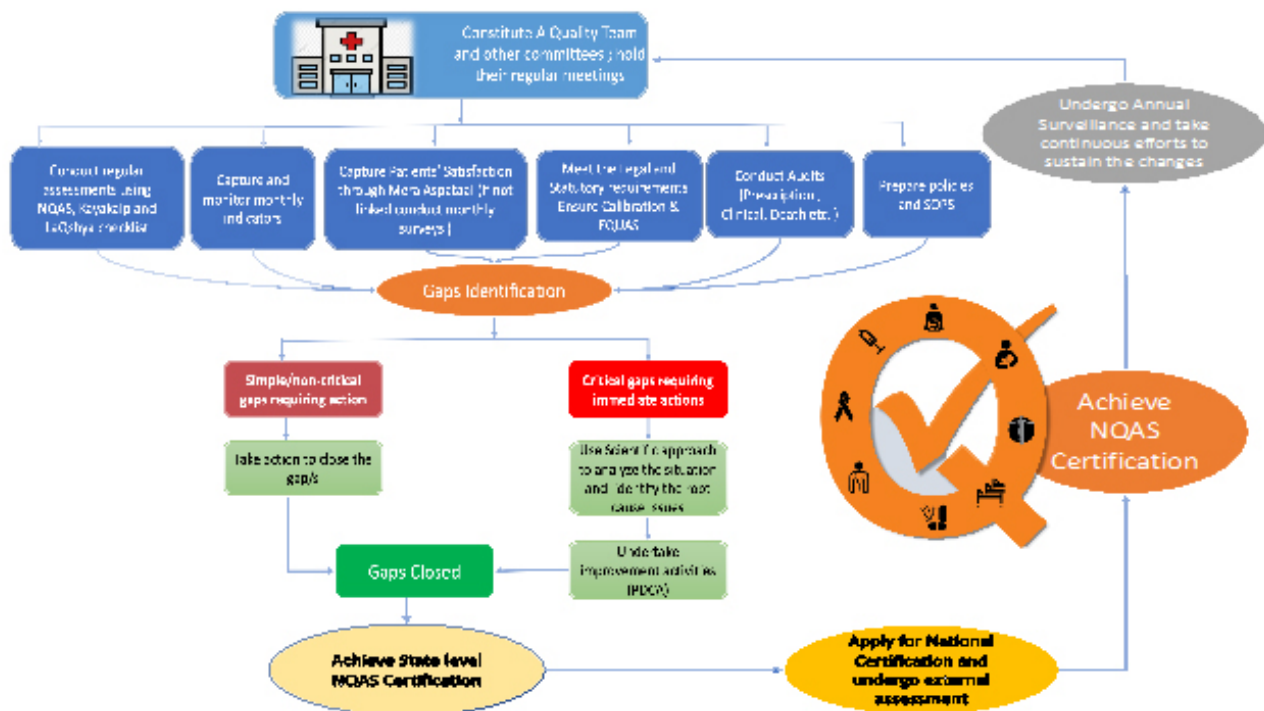 Constitute A Quality Team
and other committees ; hold
their regular meetings
Undergo Annual
Surveillance and take
continuous efforts to
sustain the changes
Conduct regular
assessments using
NQAS, Kayakalp and
LaQshya checklist
Capture and
monitor monthly
indicators
Capture Patients' Satisfaction
through Mera Aspataal (If not
linked conduct monthly
surveys )
Meet the Legal and
Statutory requirements
Ensure Calibration &
EQUAS
Conduct Audits
(Prescription ,
Clinical, Death etc. )
Prepare policies
and SOPS
Gaps Identification
Simple/non-critical
gaps requiring
action
Critical gaps requiring
immediate actions
Take action to close the
gap/s
Use Scientific approach
to analyze the situation
and identify the root
cause issues
Achieve
NQAS
Certification
Gaps Closed
Undertake
improvement activities
(PDCA)
Achieve State level
NQAS Certification
Apply for National
Certification and
undergo external
assessment